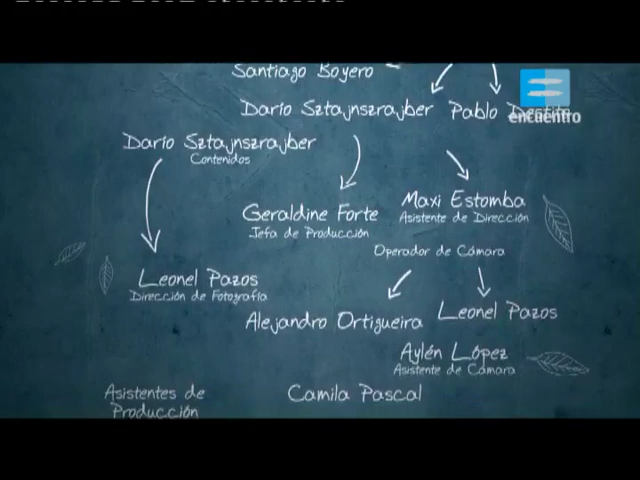 Santiago Boyero
Darío Sztajnszrajber Pablo Destito
encuentro
Darío Sztajnszrajber
Contenidos
Maxi Estomba
Asistente de Dirección
Geraldine Forte
Jefa de Producción
Operador de Cámara
Leonel Pazos
Dirección de Fotografía
Alejandro Ortigueira
Leonel Pazos
Aylén López
Asistente de Cámara
Asistentes de
Producción
Camila Pascal